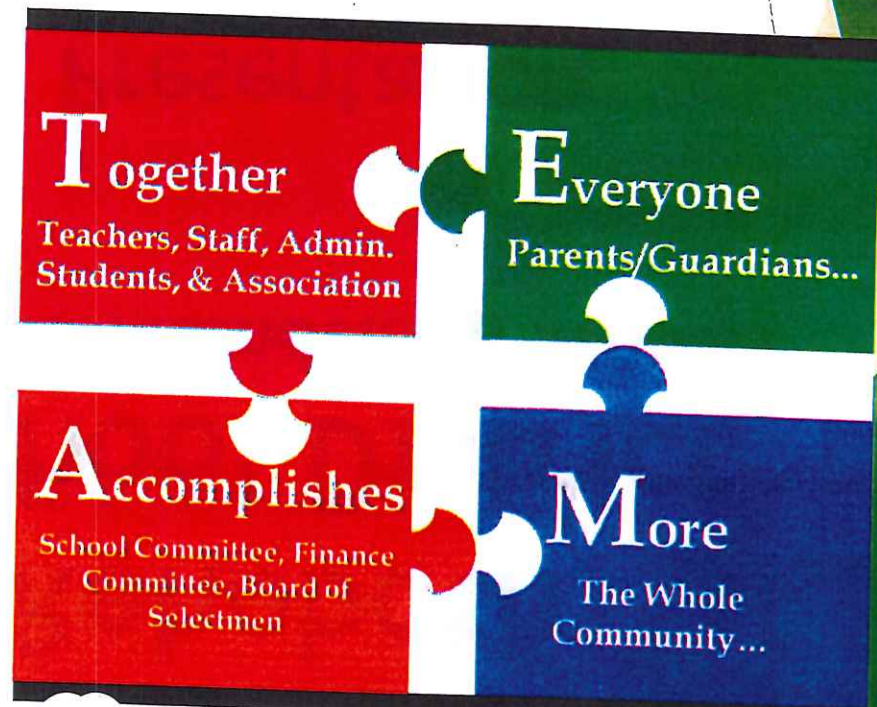 Together
Teachers, Staff, Admin.
Students, & Association
Everyone
Parents/Guardians...
Accomplishes
School Committee, Finance
Committee, Board of
Selectmen
More
The Whole
Community...